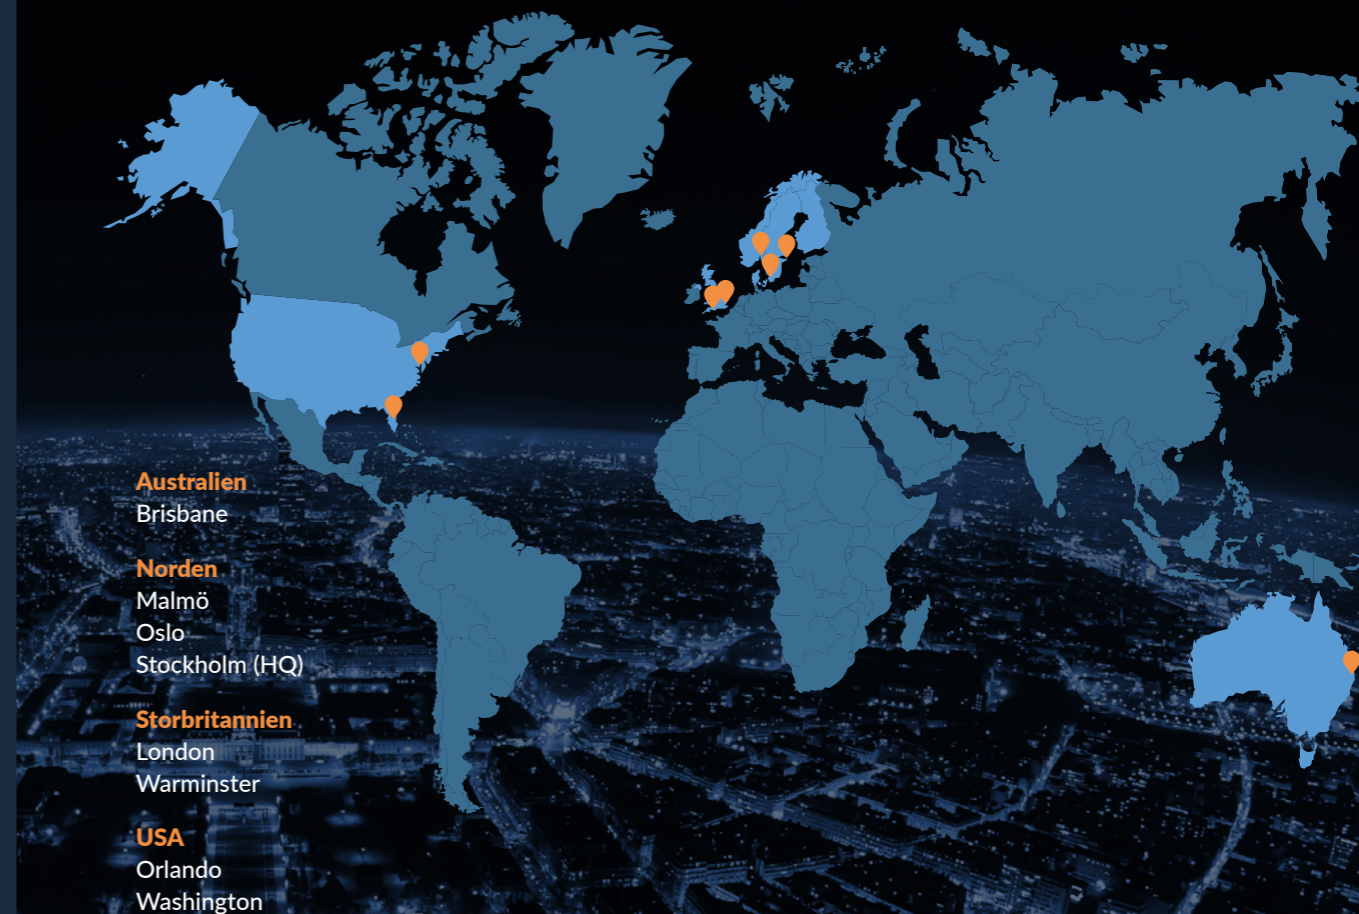 Australien
Brisbane
Norden
Malmö
Oslo
Stockholm (HQ)
Storbritannien
London
Warminster
USA
Orlando
Washington